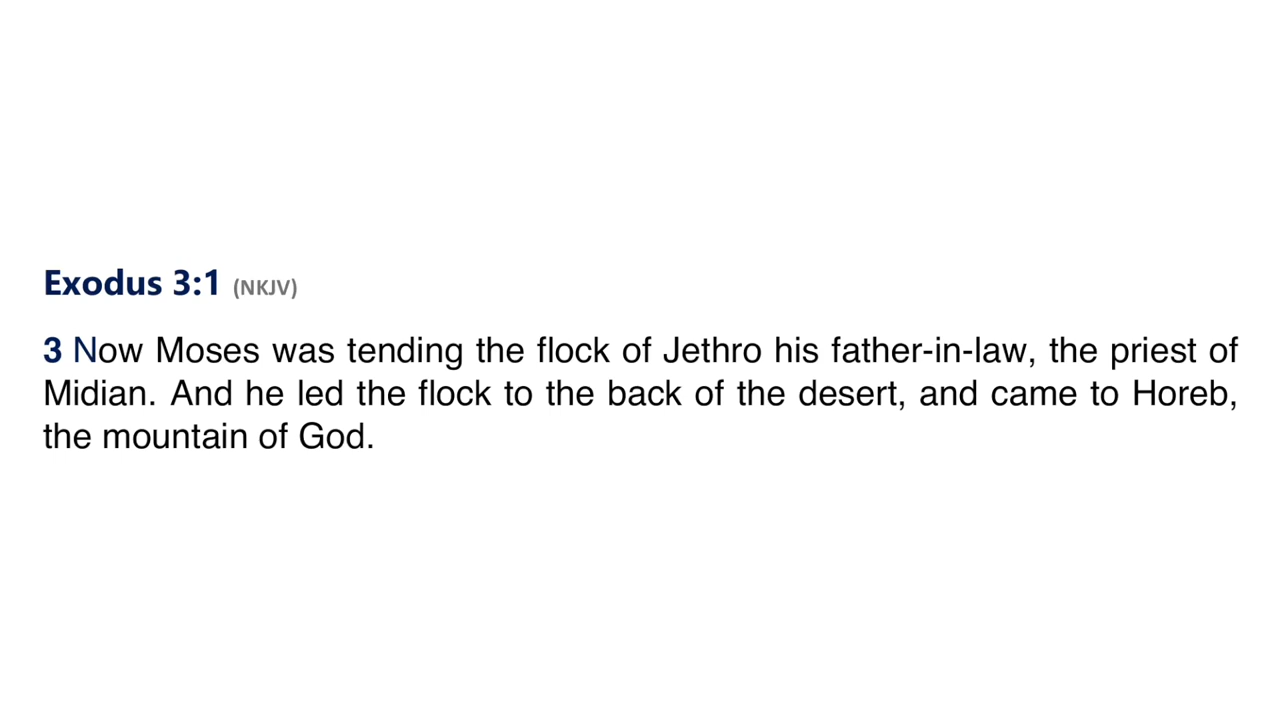 Exodus 3:1 (NKJV)
3 Now Moses was tending the flock of Jethro his father-in-law, the priest of
Midian. And he led the flock to the back of the desert, and came to Horeb,
the mountain of God.